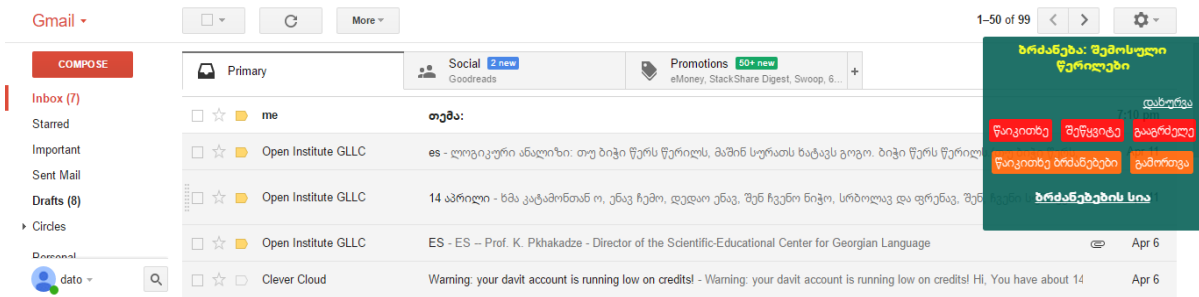 Gmail
More
1–50 of 99
COMPOSE
Inbox (7)
Starred
Important
Sent Mail
Drafts (8)
Circles
Personal
dato
Primary
Social 2 new
Goodreads
Promotions 50+ new
eMoney, StackShare Digest, Swoop, 6...
+
me თემა: 7:10 pm
Open Institute GLLC es - ლოგიკური ანალიზი: თუ ბიჭი წერს წერილს, მაშინ სურათს ხატავს გოგო. ბიჭი წერს წერილს
Open Institute GLLC 14 აპრილი - ხმა კატამონთან ო, ენავ ჩემო, დედაო ენავ, შენ ჩვენო ნიჭო, სრბოლავ და ფრენავ, შენ
Open Institute GLLC ES - ES -- Prof. K. Pkhakadze - Director of the Scientific-Educational Center for Georgian Language Apr 6
Clever Cloud Warning: your davit account is running low on credits! - Warning: your davit account is running low on credits! Hi, You have about 14 Apr 6
ბრძანება: შემოსული
წერილები
დახურვა
წაიკითხე შეწყვიტე გააგრძელე
წაიკითხე ბრძანებები გამორთვა
ბრძანებების სია